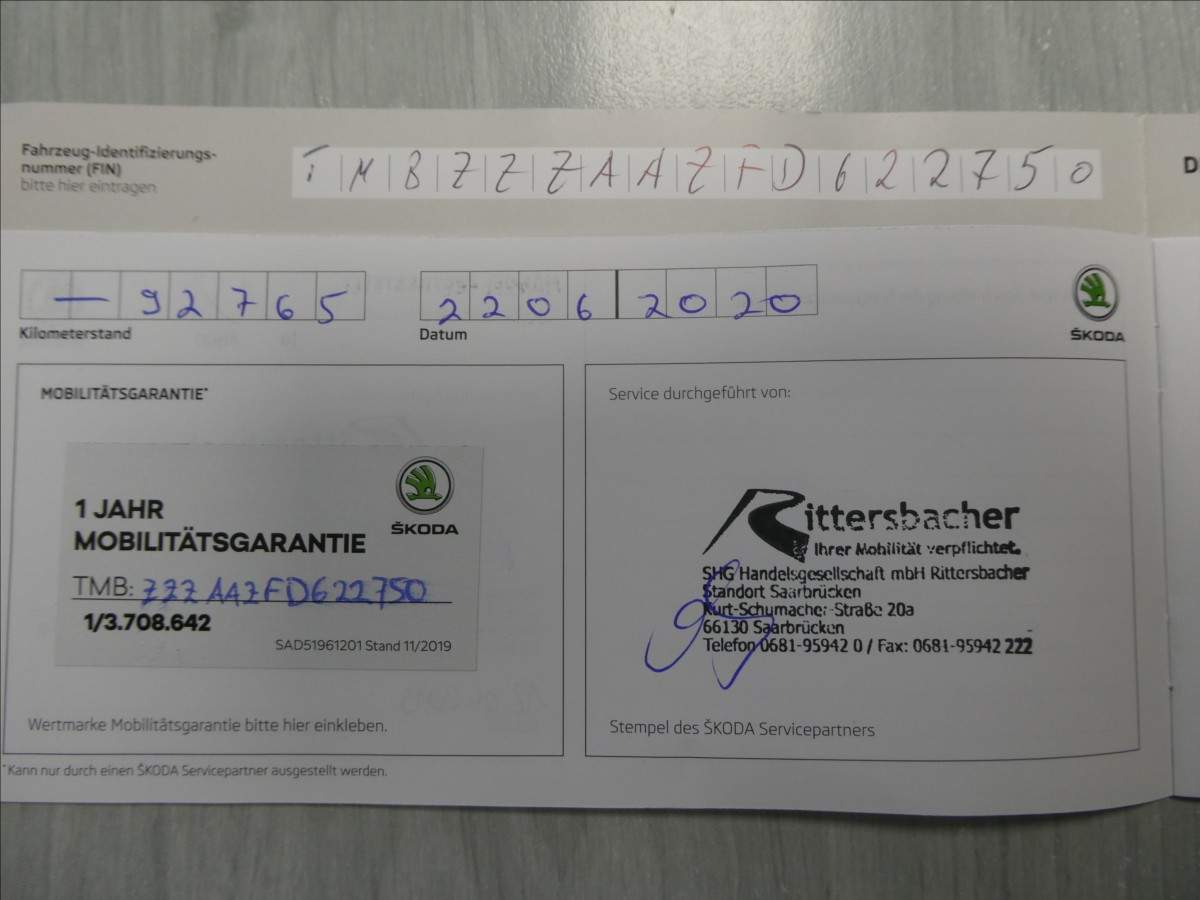 Fahrzeug-Identifizierungs-
nummer (FIN)
bitte hier eintragen
TMBZZZAAZFD622750
D
— 92765
Kilometerstand
22062020
Datum
ŠKODA
MOBILITÄTSGARANTIE*
1 JAHR
MOBILITÄTSGARANTIE
ŠKODA
TMB: ZZZAAZFD622750
1/3.708.642
SAD51961201 Stand 11/2019
Wertmarke Mobilitätsgarantie bitte hier einkleben.
Service durchgeführt von:
Rittersbacher
Ihrer Mobilität verpflichtet.
SHG Handelsgesellschaft mbH Rittersbacher
Standort Saarbrücken
Kurt-Schumacher-Straße 20a
66130 Saarbrücken
Telefon 0681-95942 0 / Fax: 0681-95942 222
Stempel des ŠKODA Servicepartners
*Kann nur durch einen ŠKODA Servicepartner ausgestellt werden.